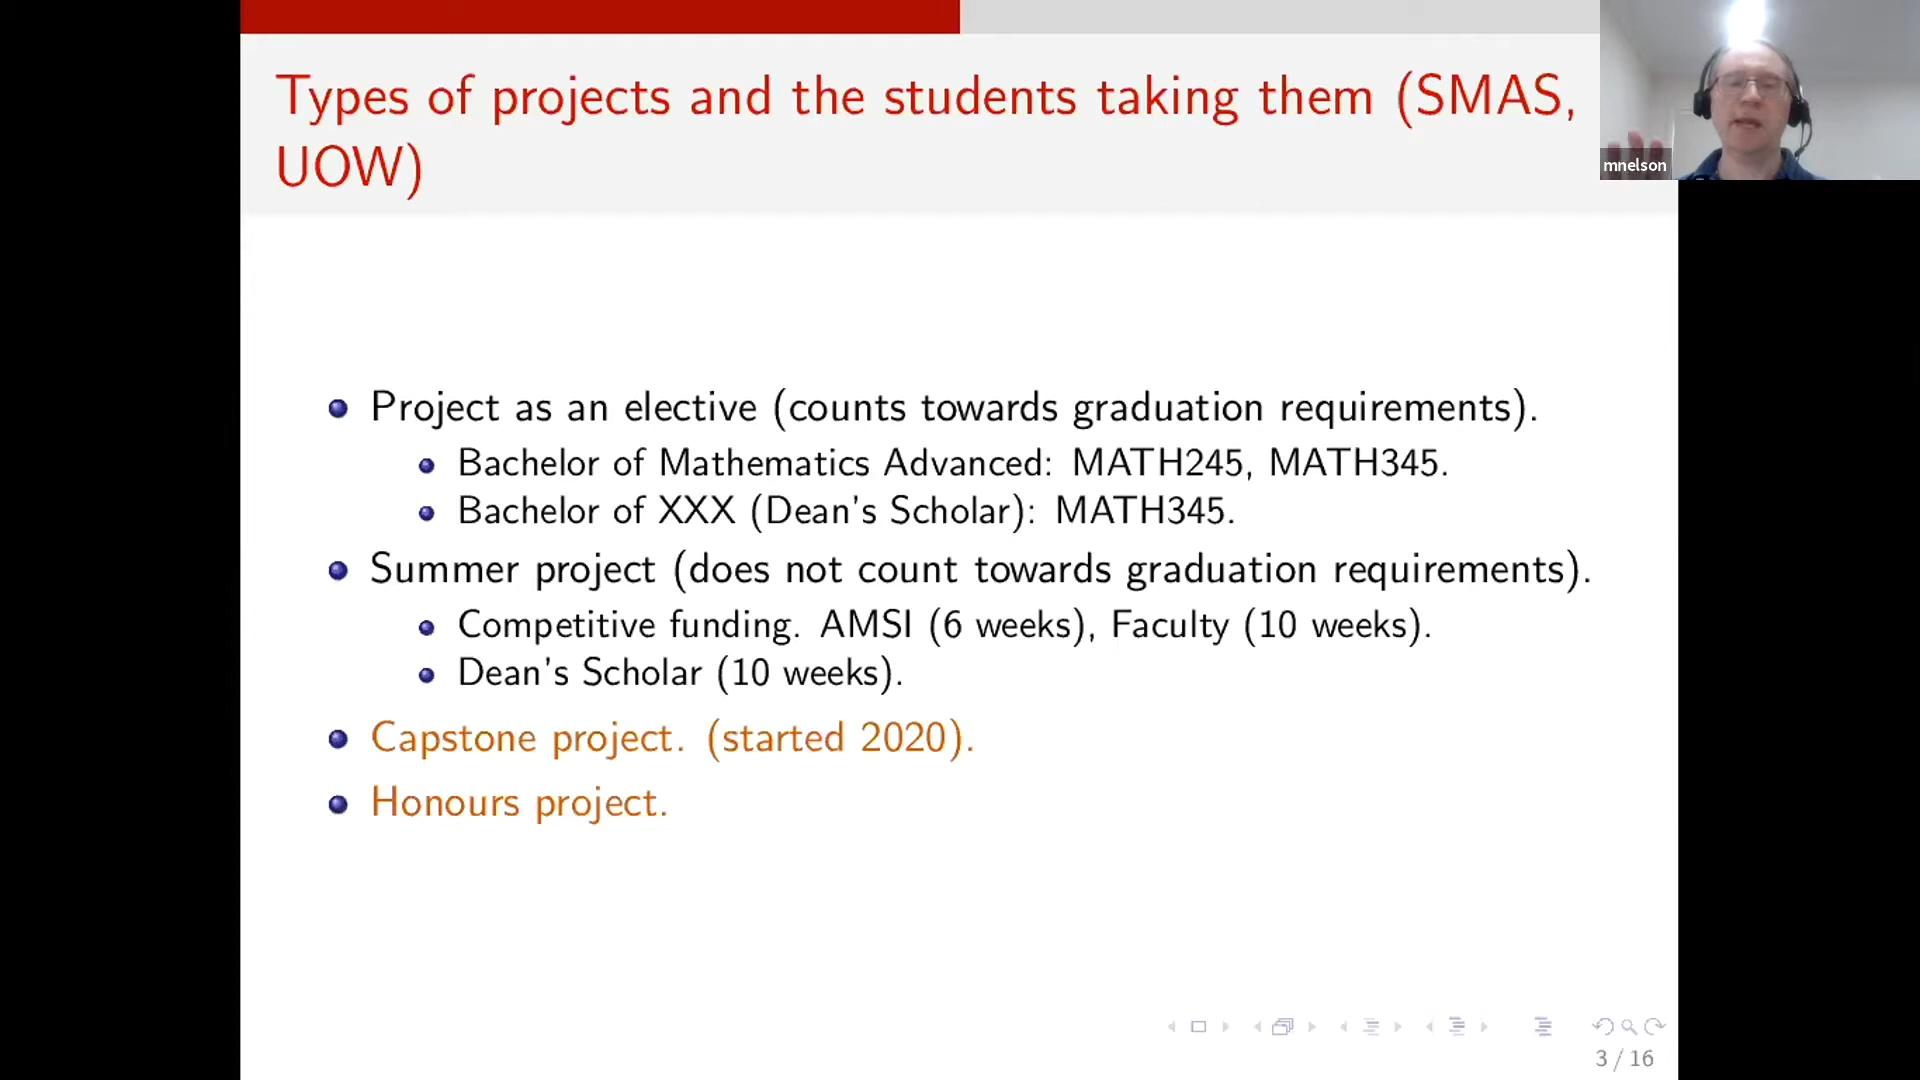 Types of projects and the students taking them (SMAS,
UOW)
mnelson
Project as an elective (counts towards graduation requirements).
Bachelor of Mathematics Advanced: MATH245, MATH345.
Bachelor of XXX (Dean's Scholar): MATH345.
Summer project (does not count towards graduation requirements).
Competitive funding. AMSI (6 weeks), Faculty (10 weeks).
Dean's Scholar (10 weeks).
Capstone project. (started 2020).
Honours project.
3 / 16